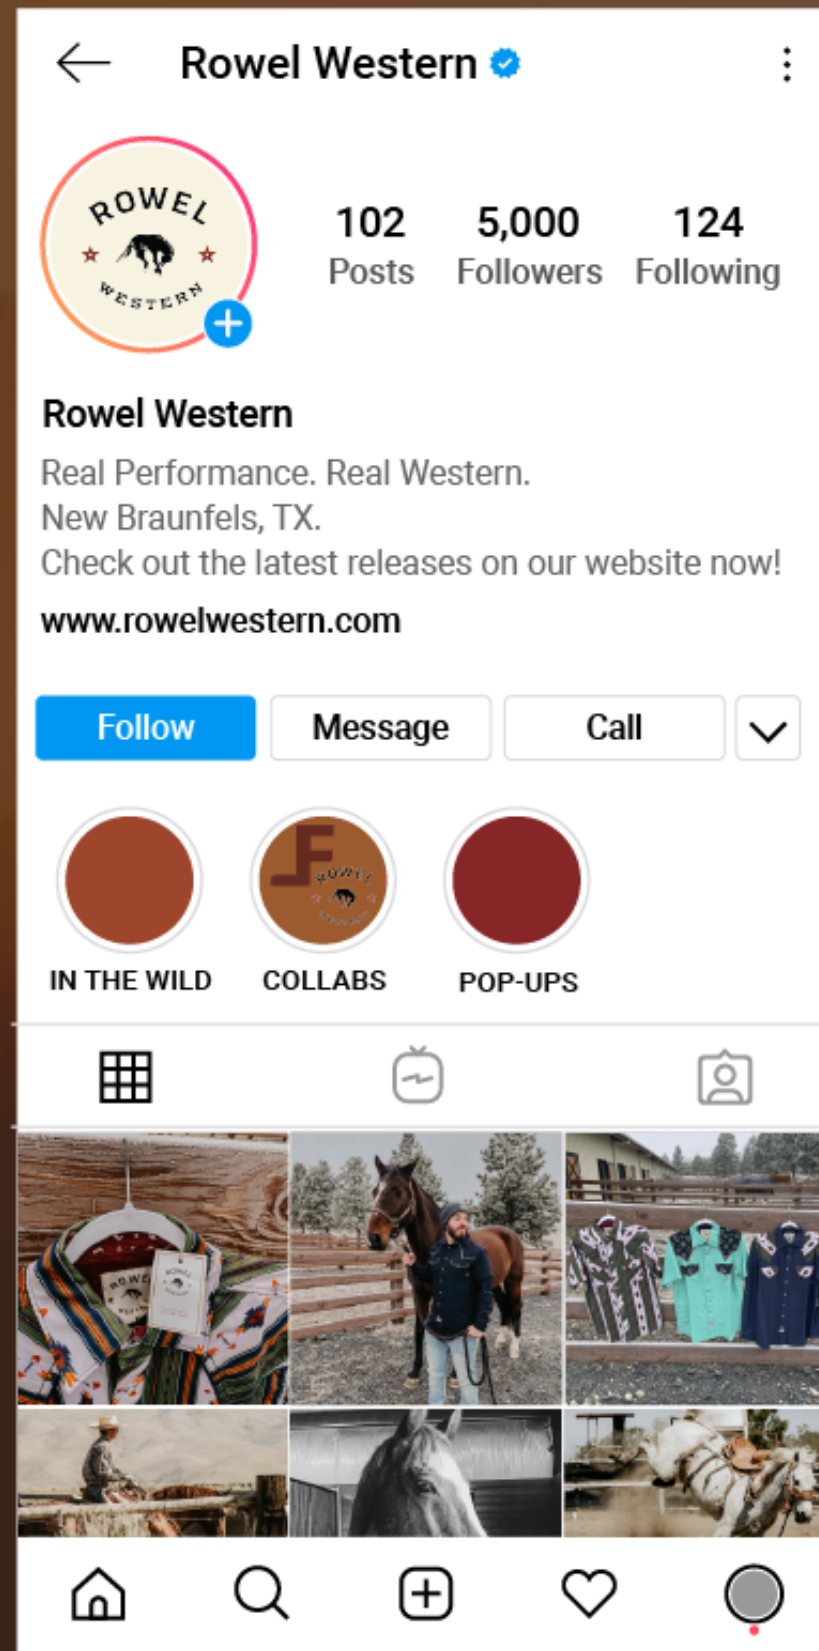 Rowel Western
ROWEL
WESTERN
102
Posts
5,000
Followers
124
Following
Rowel Western
Real Performance. Real Western.
New Braunfels, TX.
Check out the latest releases on our website now!
www.rowelwestern.com
Follow
Message
Call
ROWEL
IN THE WILD
COLLABS
POP-UPS
ROWEL